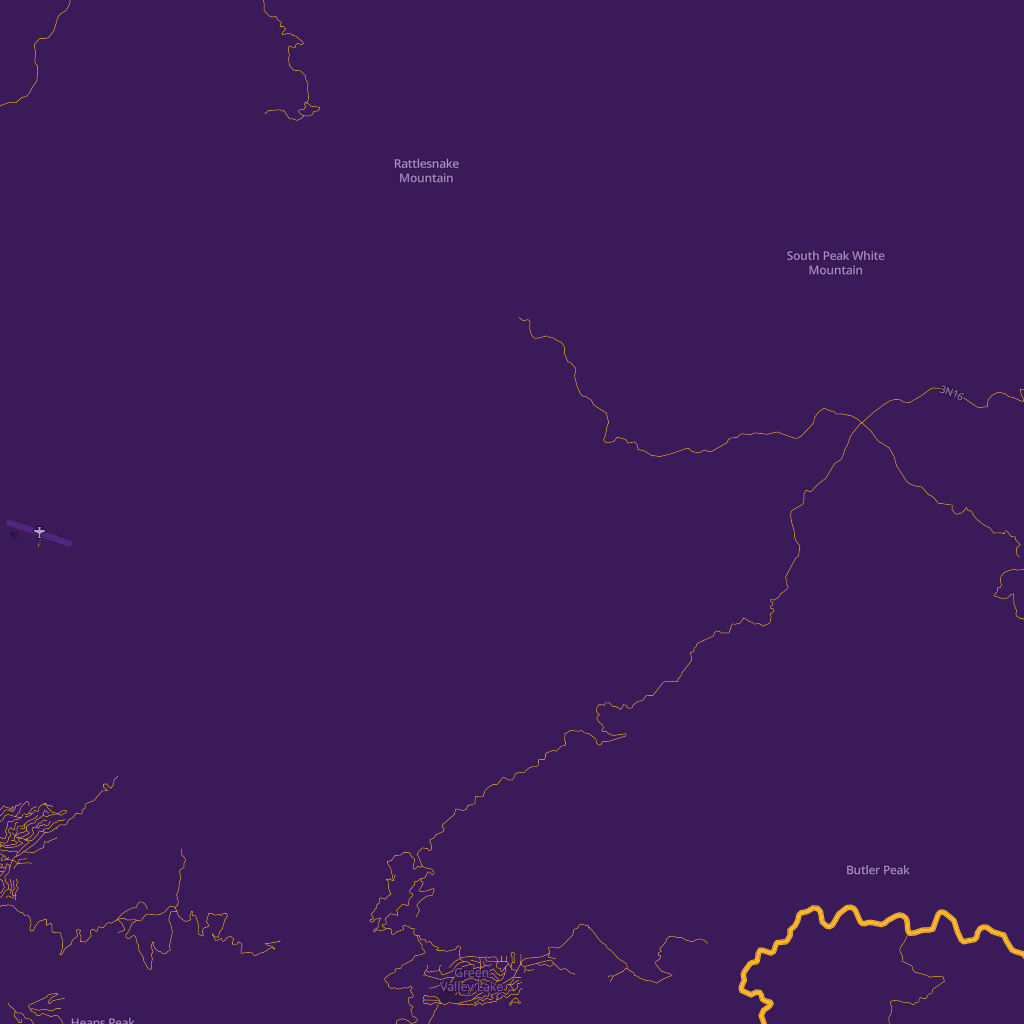 Rattlesnake
Mountain
South Peak White
Mountain
3N16
Butler Peak
Green
Valley Lake
Heaps Peak